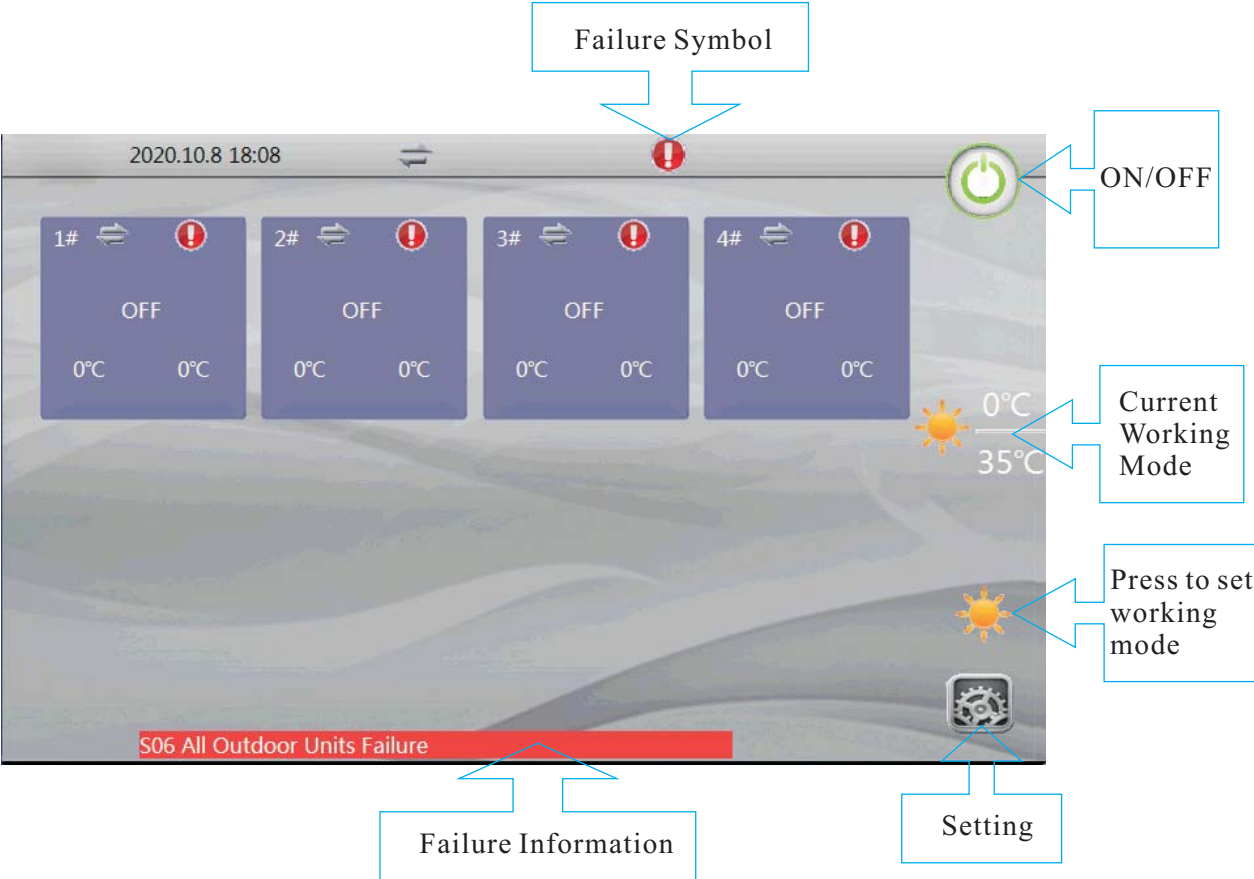 Failure Symbol
2020.10.8 18:08
ON/OFF
1#
2#
3#
4#
OFF
OFF
OFF
OFF
0℃ 0℃
0℃ 0℃
0℃ 0℃
0℃ 0℃
0℃
35℃
Current
Working
Mode
Press to set
working
mode
S06 All Outdoor Units Failure
Setting
Failure Information